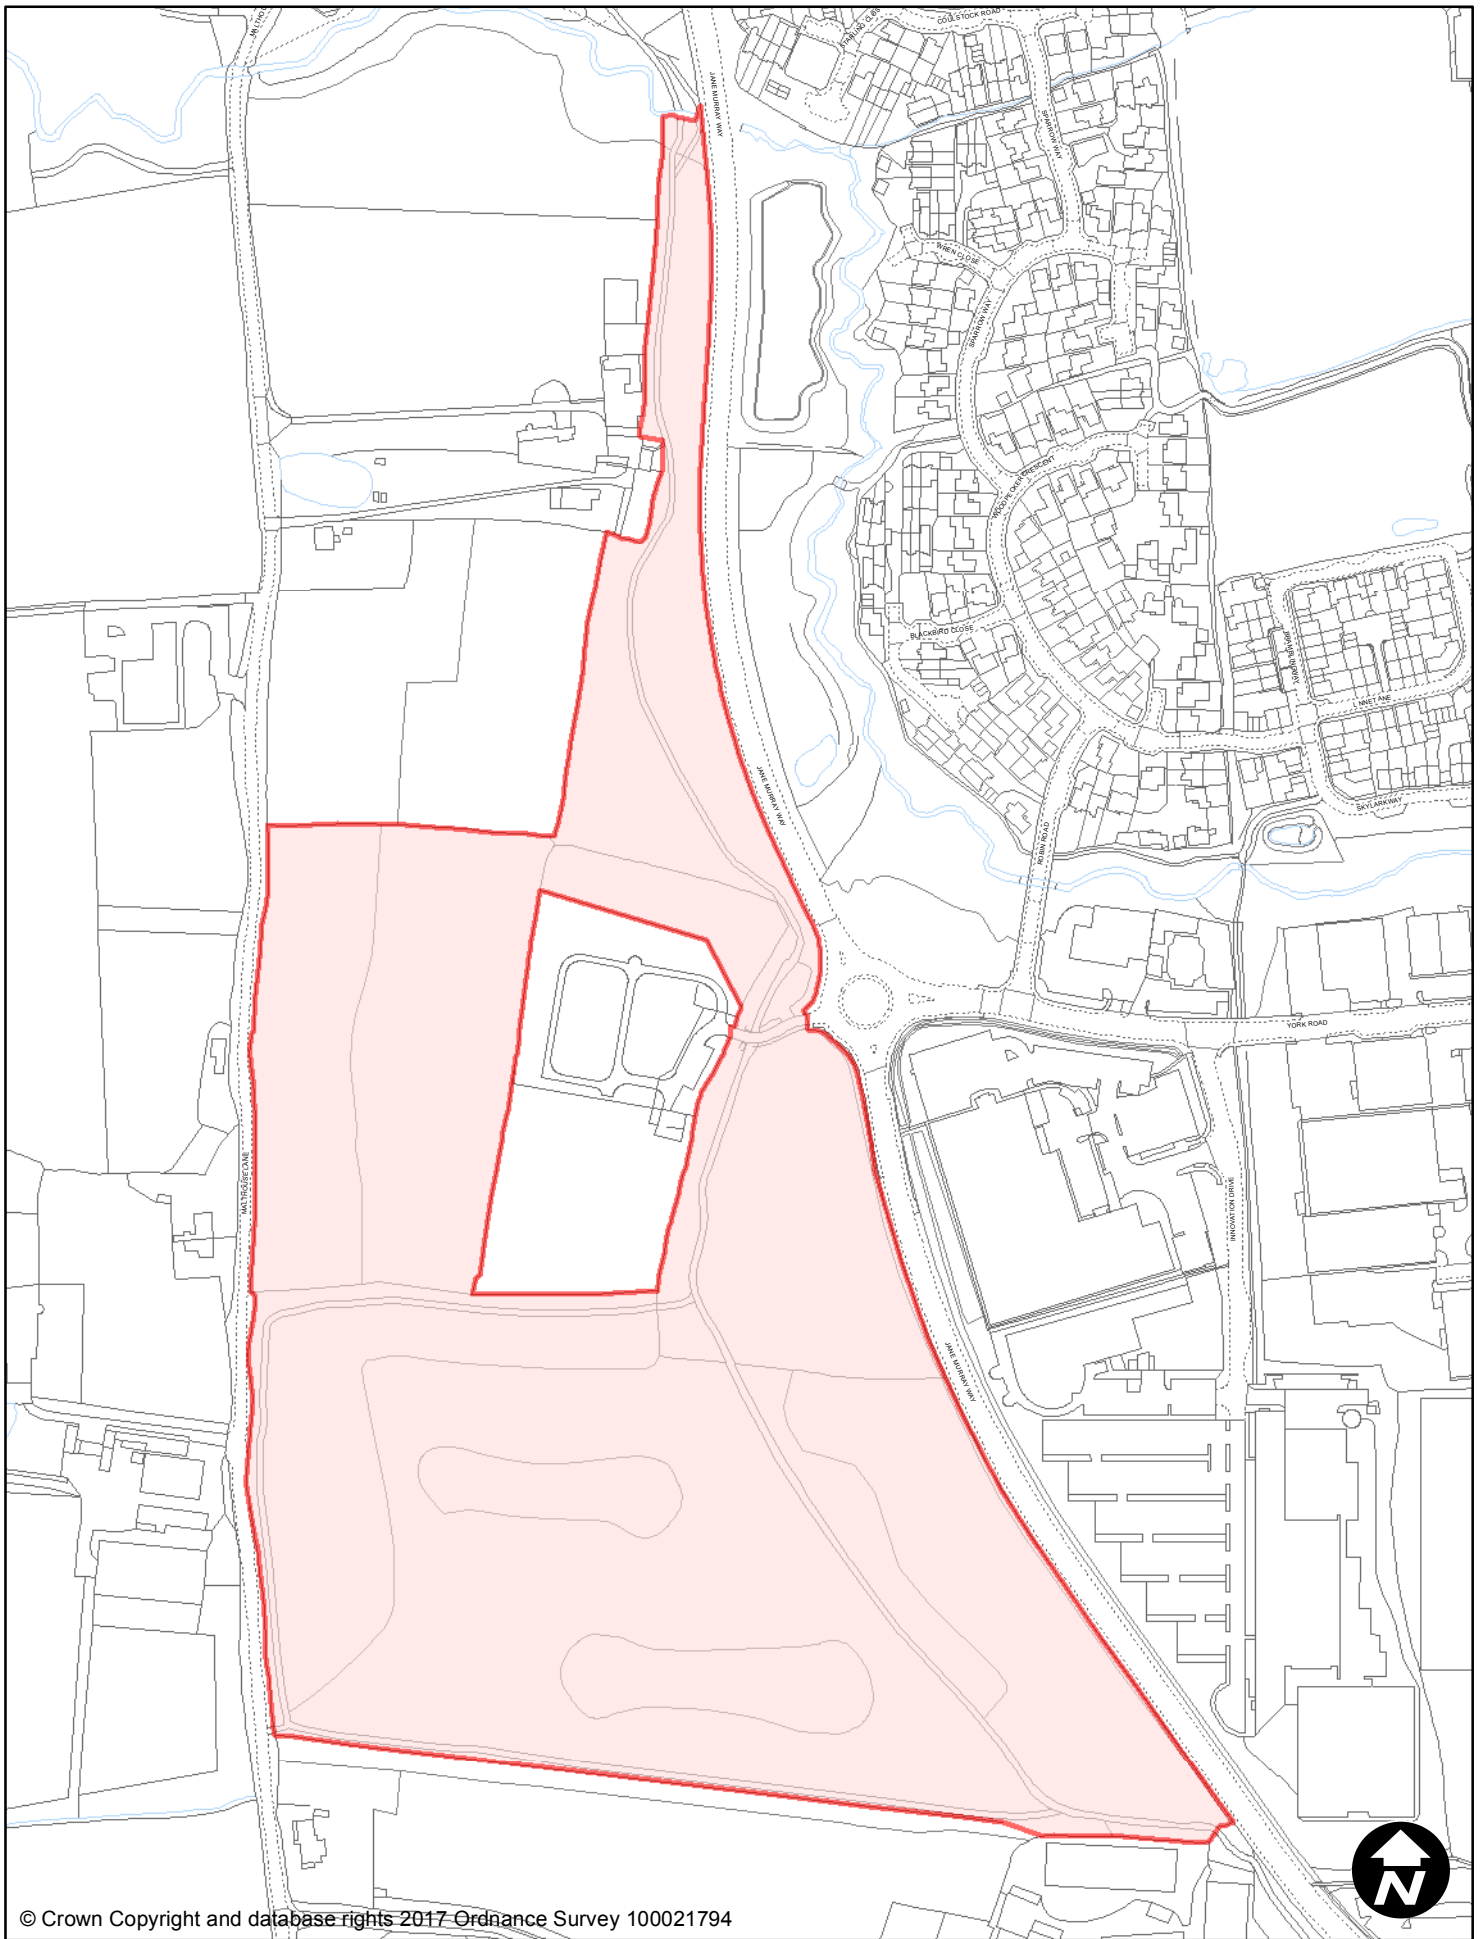 COULSTOCK ROAD
JANE MURRAY WAY
SPARROW WAY
WREN CLOSE
SPARROW WAY
WOODPECKER CRESCENT
BLACKBIRD CLOSE
SKYLARK WAY
JANE MURRAY WAY
ROBIN ROAD
YORK ROAD
MALTHOUSE LANE
INNOVATION DRIVE
JANE MURRAY WAY
N
© Crown Copyright and database rights 2017 Ordnance Survey 100021794